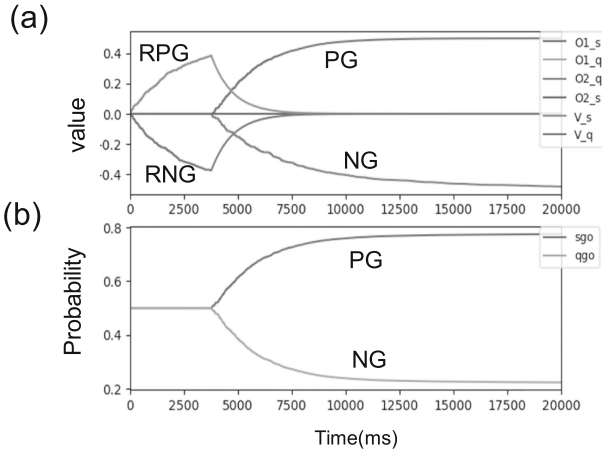 (a)
value
0.4
0.2
0.0
-0.2
-0.4
RPG
PG
RNG
NG
O1_s
O1_q
O2_q
O2_s
V_s
V_q
0 2500 5000 7500 10000 12500 15000 17500 20000
(b)
Probability
0.8
0.6
0.4
0.2
PG
NG
sgo
qgo
0 2500 5000 7500 10000 12500 15000 17500 20000
Time(ms)